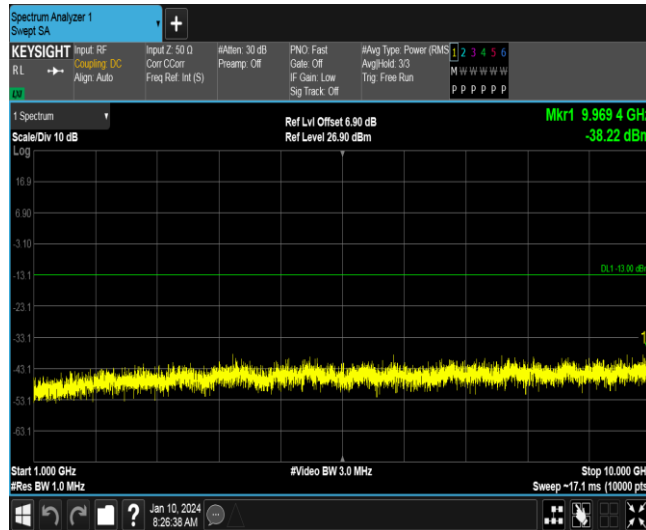 Spectrum Analyzer 1
Swept SA
+
KEYSIGHT
R L
LXI
Input: RF
Coupling: DC
Align: Auto
Input Z: 50 Ω
Corr CCorr
Freq Ref: Int (S)
#Atten: 30 dB
Preamp: Off
PNO: Fast
Gate: Off
IF Gain: Low
Sig Track: Off
#Avg Type: Power (RMS
Avg|Hold: 3/3
Trig: Free Run
1 2 3 4 5 6
M W W W W W
P P P P P P
1 Spectrum
Scale/Div 10 dB
Log
Ref Lvl Offset 6.90 dB
Ref Level 26.90 dBm
Mkr1 9.969 4 GHz
-38.22 dBm
16.9
6.90
-3.10
-13.1
DL1 -13.00 dBm
-23.1
-33.1
1
-43.1
-53.1
-63.1
Start 1.000 GHz
#Res BW 1.0 MHz
#Video BW 3.0 MHz
Stop 10.000 GH
Sweep ~17.1 ms (10000 pts
?
Jan 10, 2024
8:26:38 AM